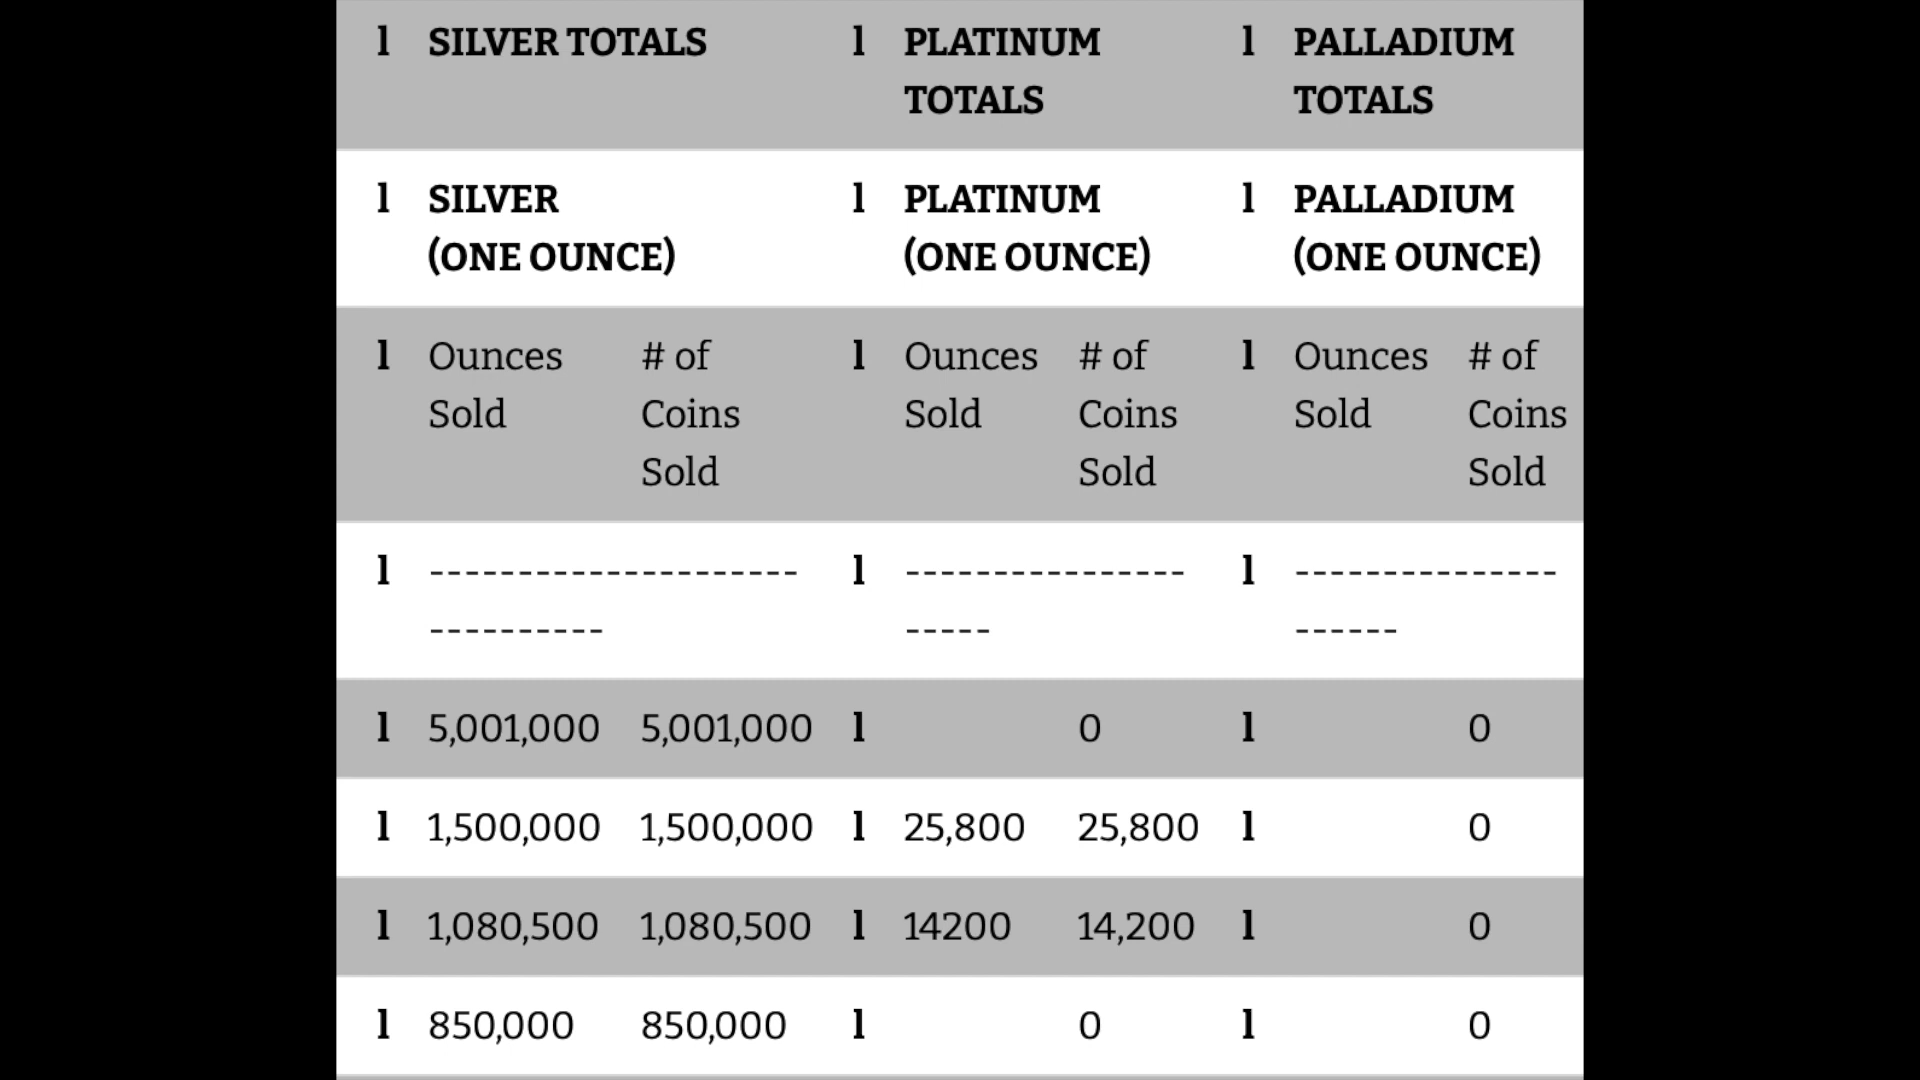 l SILVER TOTALS l PLATINUM TOTALS l PALLADIUM TOTALS
l SILVER (ONE OUNCE) l PLATINUM (ONE OUNCE) l PALLADIUM (ONE OUNCE)
l Ounces Sold # of Coins Sold l Ounces Sold # of Coins Sold l Ounces Sold # of Coins Sold
l --------------------- ---------- l ---------------- ----- l --------------- ------
l 5,001,000 5,001,000 l 0 l 0
l 1,500,000 1,500,000 l 25,800 25,800 l 0
l 1,080,500 1,080,500 l 14200 14,200 l 0
l 850,000 850,000 l 0 l 0